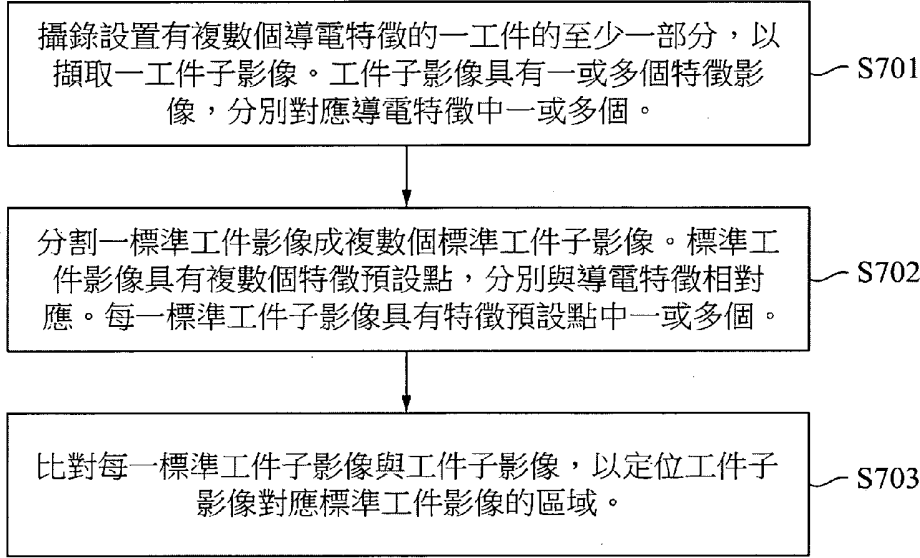 攝錄設置有複數個導電特徵的一工件的至少一部分，以
擷取一工件子影像。工件子影像具有一或多個特徵影
像，分別對應導電特徵中一或多個。
S701
分割一標準工件影像成複數個標準工件子影像。標準工
件影像具有複數個特徵預設點，分別與導電特徵相對
應。每一標準工件子影像具有特徵預設點中一或多個。
S702
比對每一標準工件子影像與工件子影像，以定位工件子
影像對應標準工件影像的區域。
S703